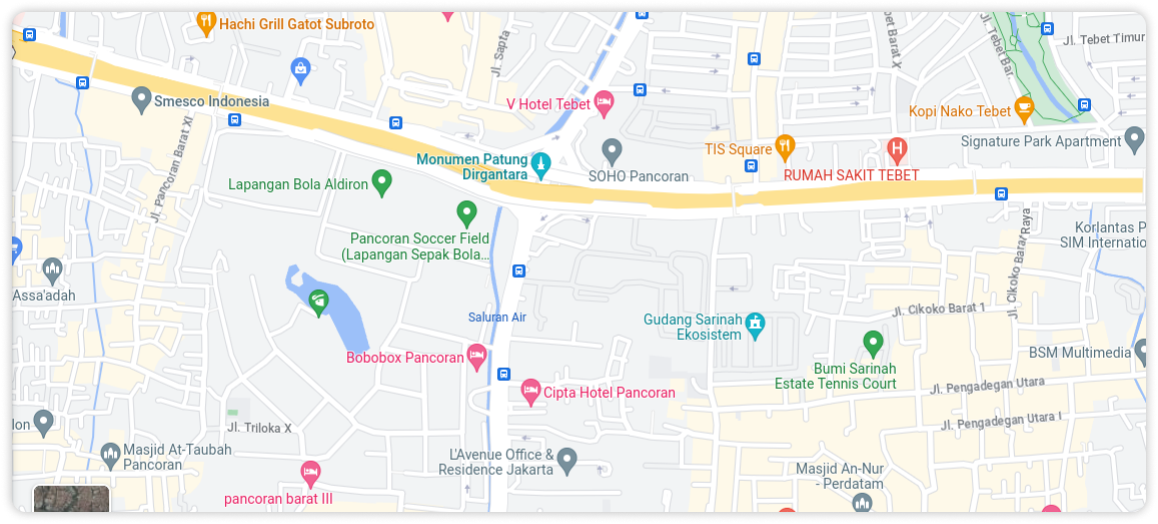 Hachi Grill Gatot Subroto
Jl. Sapta
Jl. Tebet Bar.
Jl. Tebet Timur
Smesco Indonesia
V Hotel Tebet
Kopi Nako Tebet
Jl. Pancoran Barat XI
Monumen Patung
Dirgantara
SOHO Pancoran
TIS Square
RUMAH SAKIT TEBET
Signature Park Apartment
Lapangan Bola Aldiron
Pancoran Soccer Field
(Lapangan Sepak Bola...
Korlantas P
SIM Internatio
Jl. Cikoko Barat Raya
Assa'adah
Saluran Air
Gudang Sarinah
Ekosistem
Jl. Cikoko Barat 1
Bobobox Pancoran
Bumi Sarinah
Estate Tennis Court
BSM Multimedia
Cipta Hotel Pancoran
Jl. Pengadegan Utara
Jl. Pengadegan Utara I
lon
Jl. Triloka X
Masjid At-Taubah
Pancoran
L'Avenue Office &
Residence Jakarta
Masjid An-Nur
- Perdatam
pancoran barat III